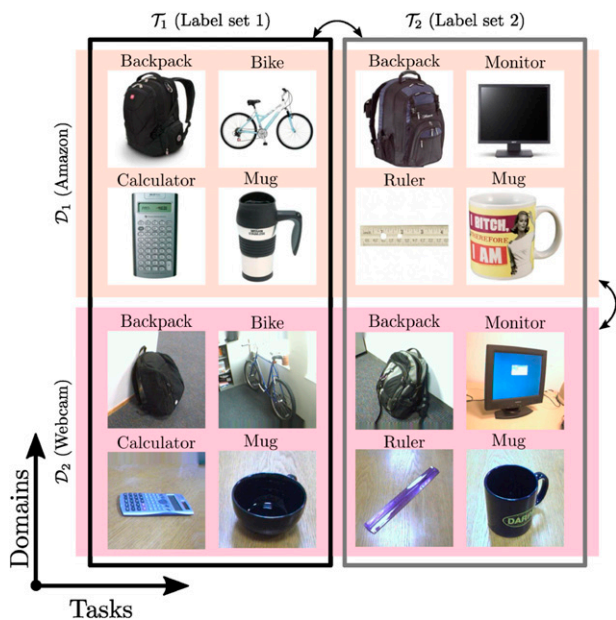 𝒯₁ (Label set 1) 𝒯₂ (Label set 2)
Backpack Bike Backpack Monitor
𝒟₁ (Amazon)
Calculator Mug Ruler Mug
I BITCH,
THEREFORE
I AM
Backpack Bike Backpack Monitor
𝒟₂ (Webcam)
Calculator Mug Ruler Mug
Domains
Tasks